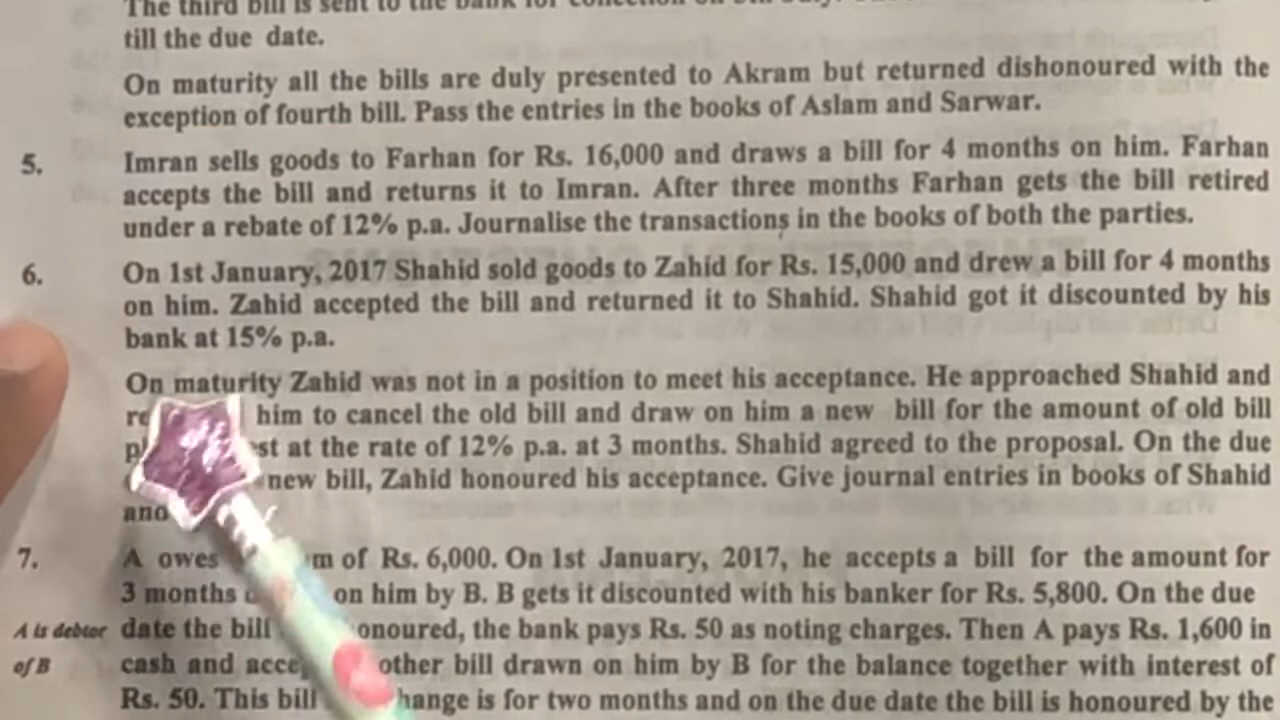 The third bill is sent to the bank for collection on
till the due date.
On maturity all the bills are duly presented to Akram but returned dishonoured with the
exception of fourth bill. Pass the entries in the books of Aslam and Sarwar.
5. Imran sells goods to Farhan for Rs. 16,000 and draws a bill for 4 months on him. Farhan
accepts the bill and returns it to Imran. After three months Farhan gets the bill retired
under a rebate of 12% p.a. Journalise the transactions in the books of both the parties.
6. On 1st January, 2017 Shahid sold goods to Zahid for Rs. 15,000 and drew a bill for 4 months
on him. Zahid accepted the bill and returned it to Shahid. Shahid got it discounted by his
bank at 15% p.a.
On maturity Zahid was not in a position to meet his acceptance. He approached Shahid and
him to cancel the old bill and draw on him a new bill for the amount of old bill
at the rate of 12% p.a. at 3 months. Shahid agreed to the proposal. On the due
new bill, Zahid honoured his acceptance. Give journal entries in books of Shahid
and
7. A owes of Rs. 6,000. On 1st January, 2017, he accepts a bill for the amount for
3 months on him by B. B gets it discounted with his banker for Rs. 5,800. On the due
A is debtor date the bill the bank pays Rs. 50 as noting charges. Then A pays Rs. 1,600 in
of B cash and other bill drawn on him by B for the balance together with interest of
Rs. 50. This bill is for two months and on the due date the bill is honoured by the